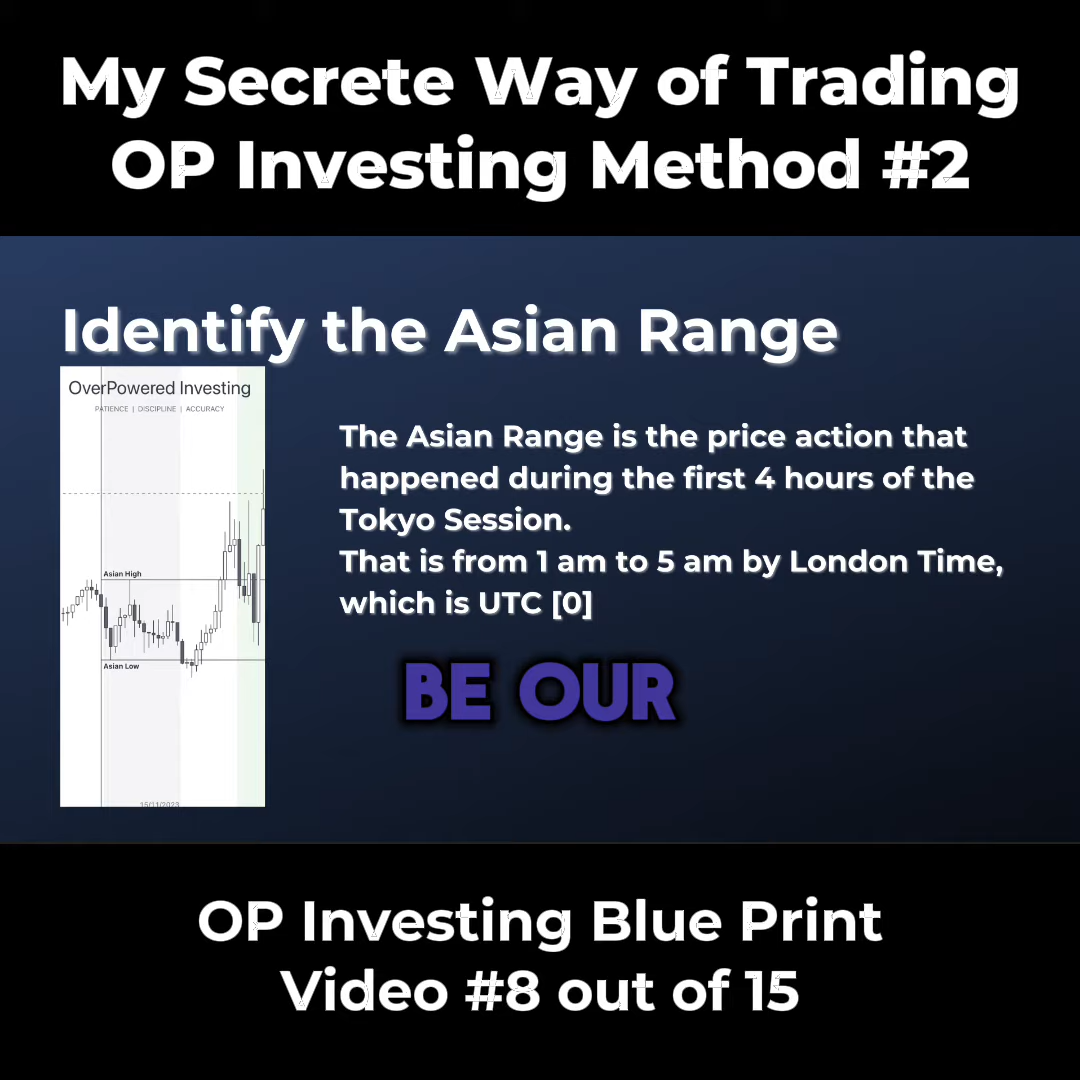 My Secrete Way of Trading
OP Investing Method #2
Identify the Asian Range
OverPowered Investing
PATIENCE | DISCIPLINE | ACCURACY
Asian High
Asian Low
15/11/2023
The Asian Range is the price action that
happened during the first 4 hours of the
Tokyo Session.
That is from 1 am to 5 am by London Time,
which is UTC [0]
BE OUR
OP Investing Blue Print
Video #8 out of 15